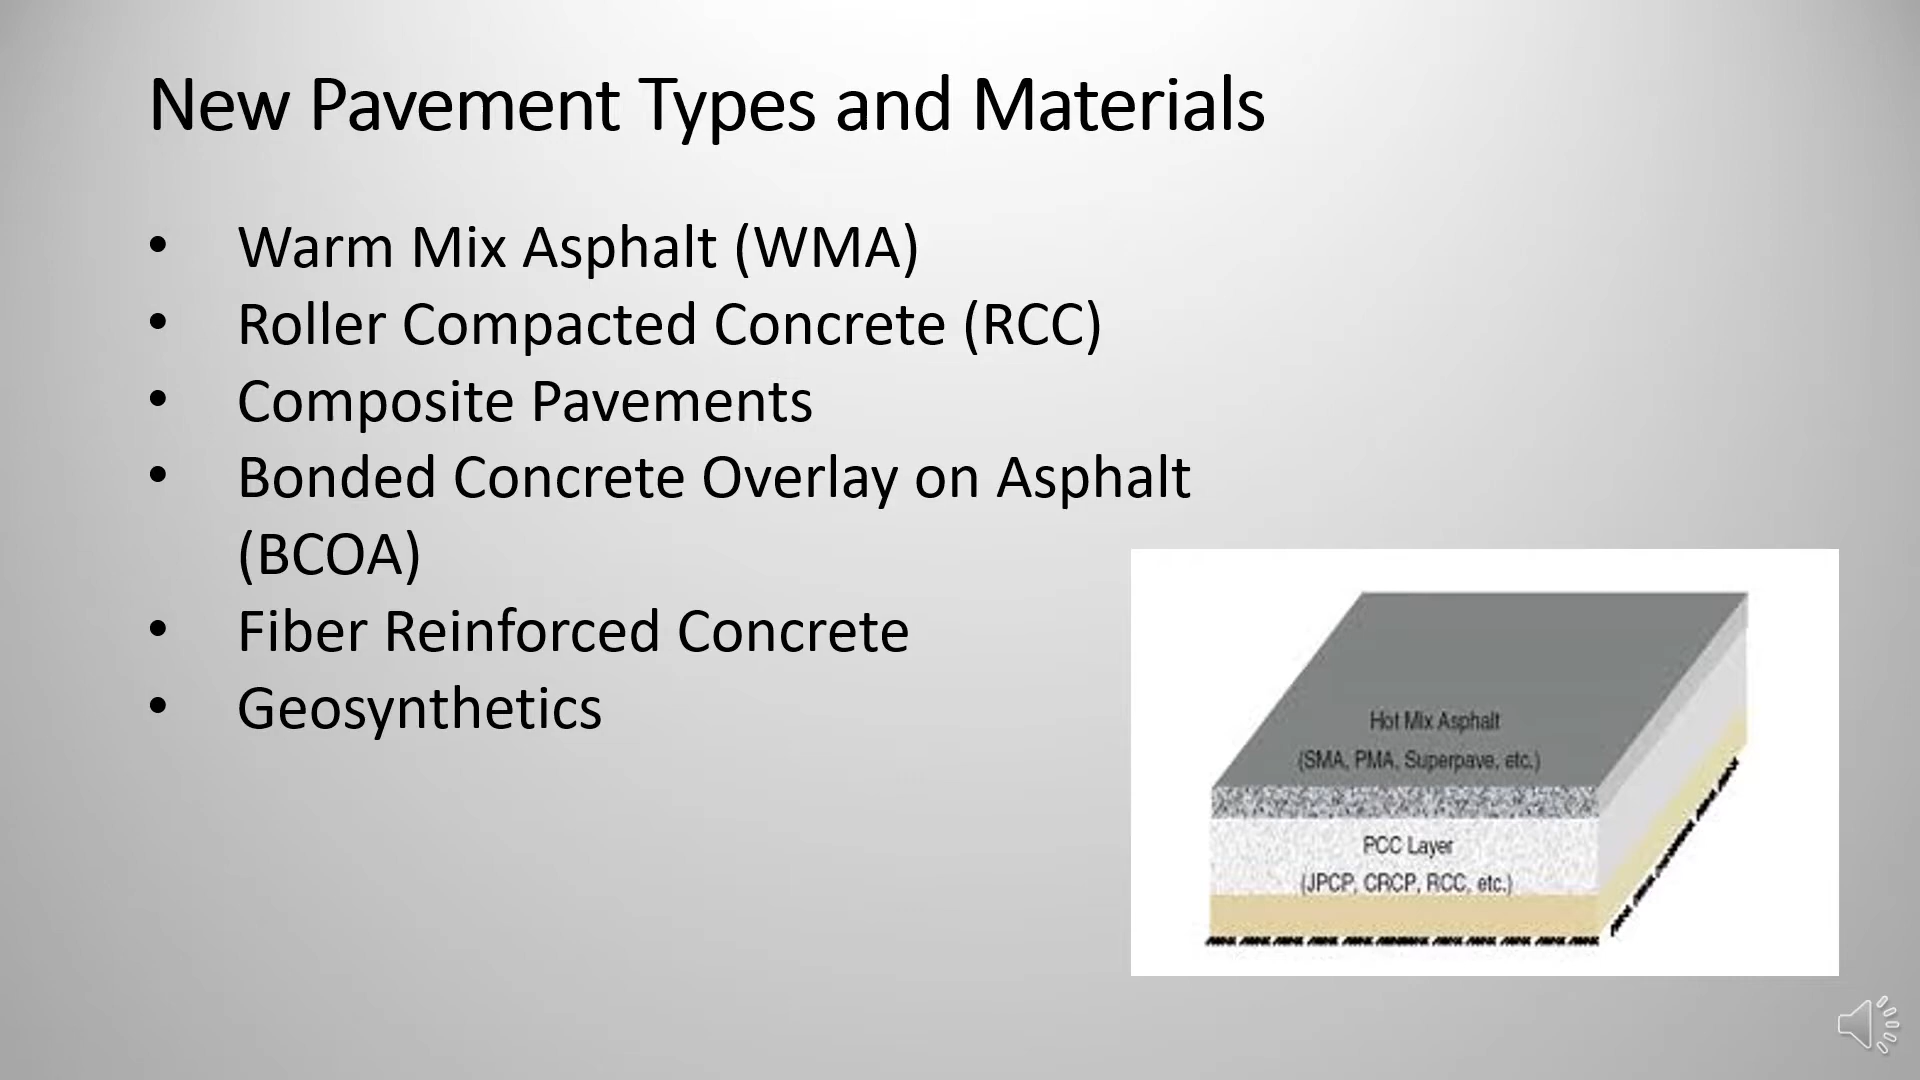 New Pavement Types and Materials
• Warm Mix Asphalt (WMA)
• Roller Compacted Concrete (RCC)
• Composite Pavements
• Bonded Concrete Overlay on Asphalt
(BCOA)
• Fiber Reinforced Concrete
• Geosynthetics
Hot Mix Asphalt
(SMA, PMA, Superpave, etc.)
PCC Layer
(JPCP, CRCP, RCC, etc.)